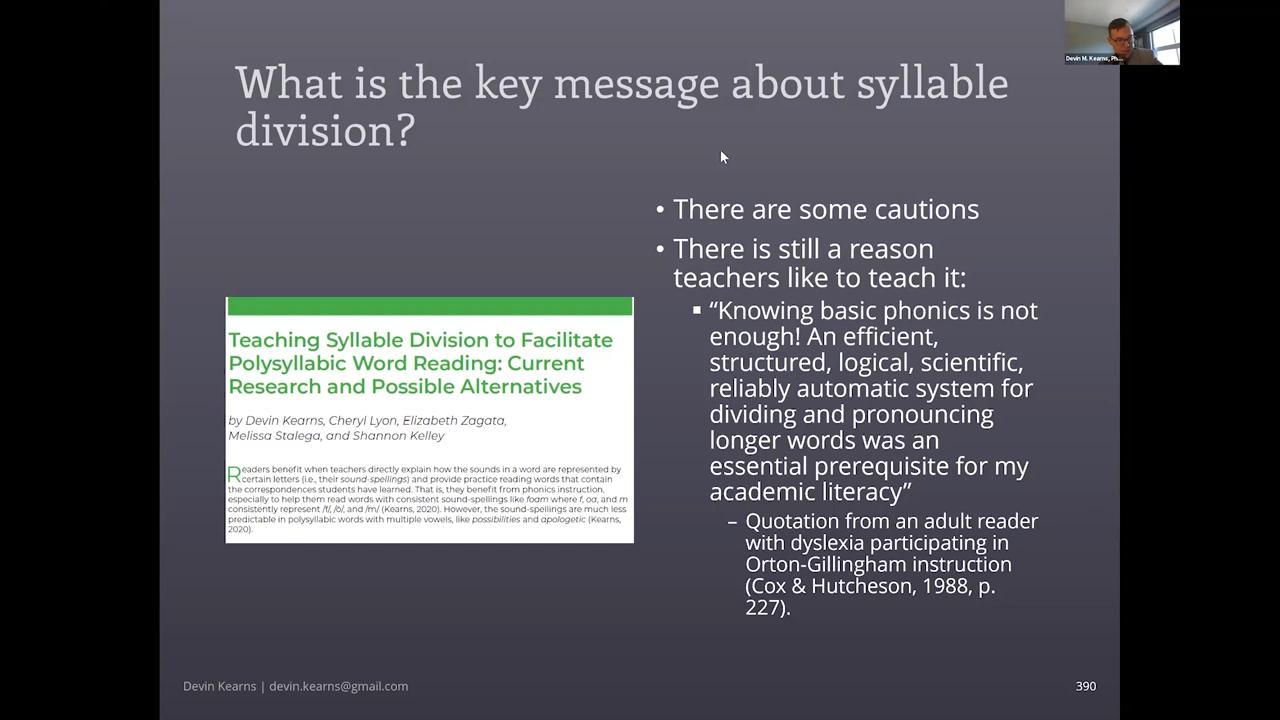 What is the key message about syllable
division?
Devin M. Kearns, Ph...
• There are some cautions
• There is still a reason
teachers like to teach it:
▪ “Knowing basic phonics is not
enough! An efficient,
structured, logical, scientific,
reliably automatic system for
dividing and pronouncing
longer words was an
essential prerequisite for my
academic literacy”
– Quotation from an adult reader
with dyslexia participating in
Orton-Gillingham instruction
(Cox & Hutcheson, 1988, p.
227).
Teaching Syllable Division to Facilitate
Polysyllabic Word Reading: Current
Research and Possible Alternatives
by Devin Kearns, Cheryl Lyon, Elizabeth Zagata,
Melissa Stalega, and Shannon Kelley
Readers benefit when teachers directly explain how the sounds in a word are represented by
certain letters (i.e., their sound-spellings) and provide practice reading words that contain
the correspondences students have learned. That is, they benefit from phonics instruction,
especially to help them read words with consistent sound-spellings like foam where f, oa, and m
consistently represent /f/, /ō/, and /m/ (Kearns, 2020). However, the sound-spellings are much less
predictable in polysyllabic words with multiple vowels, like possibilities and apologetic (Kearns,
2020).
Devin Kearns | devin.kearns@gmail.com
390